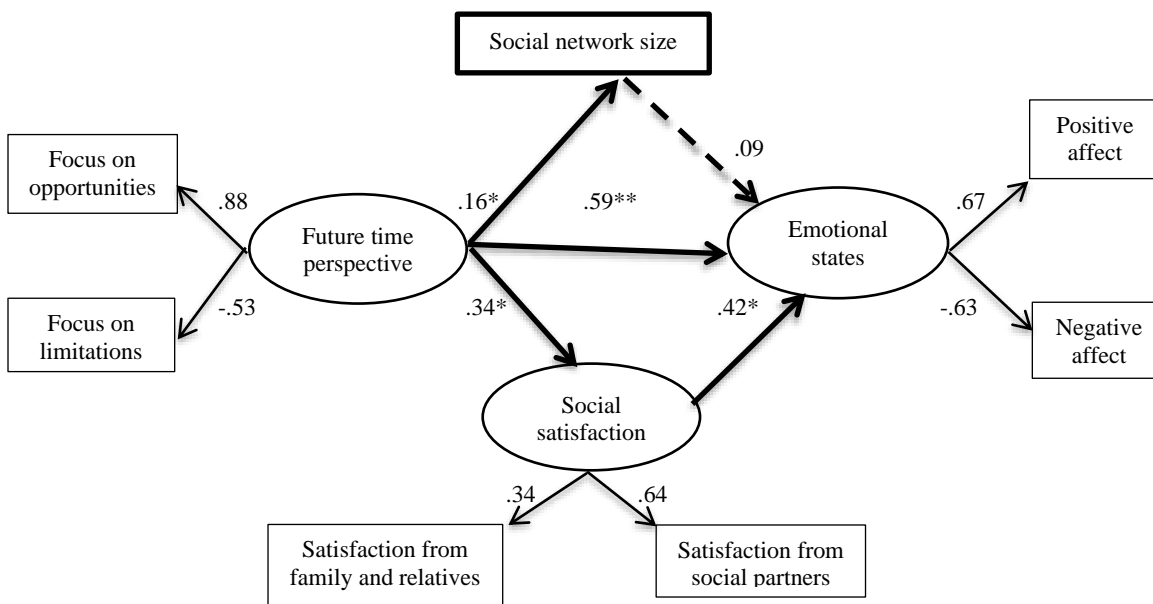 Social network size
Positive
affect
Focus on
opportunities
.09
.88
.16*
.59**
.67
Future time
perspective
Emotional
states
Focus on
limitations
-.53
.34*
.42*
-.63
Negative
affect
Social
satisfaction
.34
.64
Satisfaction from
family and relatives
Satisfaction from
social partners